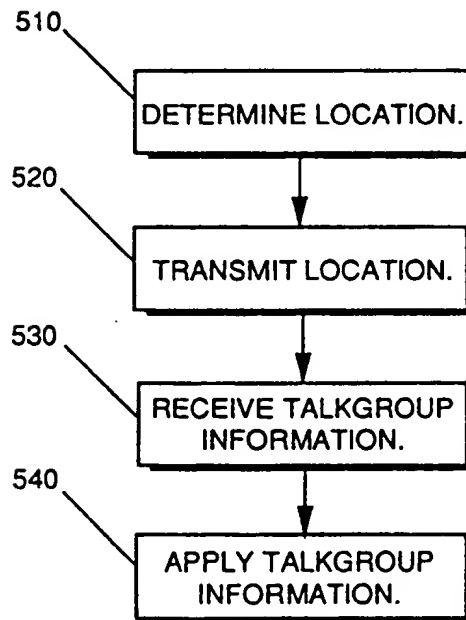 510
DETERMINE LOCATION.
520
TRANSMIT LOCATION.
530
RECEIVE TALKGROUP
INFORMATION.
540
APPLY TALKGROUP
INFORMATION.